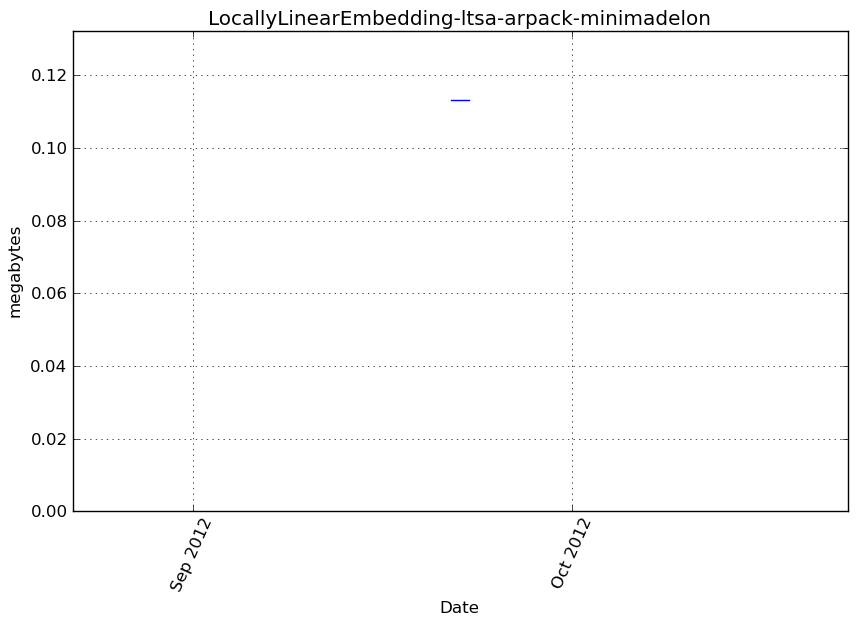 LocallyLinearEmbedding-ltsa-arpack-minimadelon
0.12
0.10
0.08
0.06
0.04
0.02
0.00
megabytes
Sep 2012
Oct 2012
Date